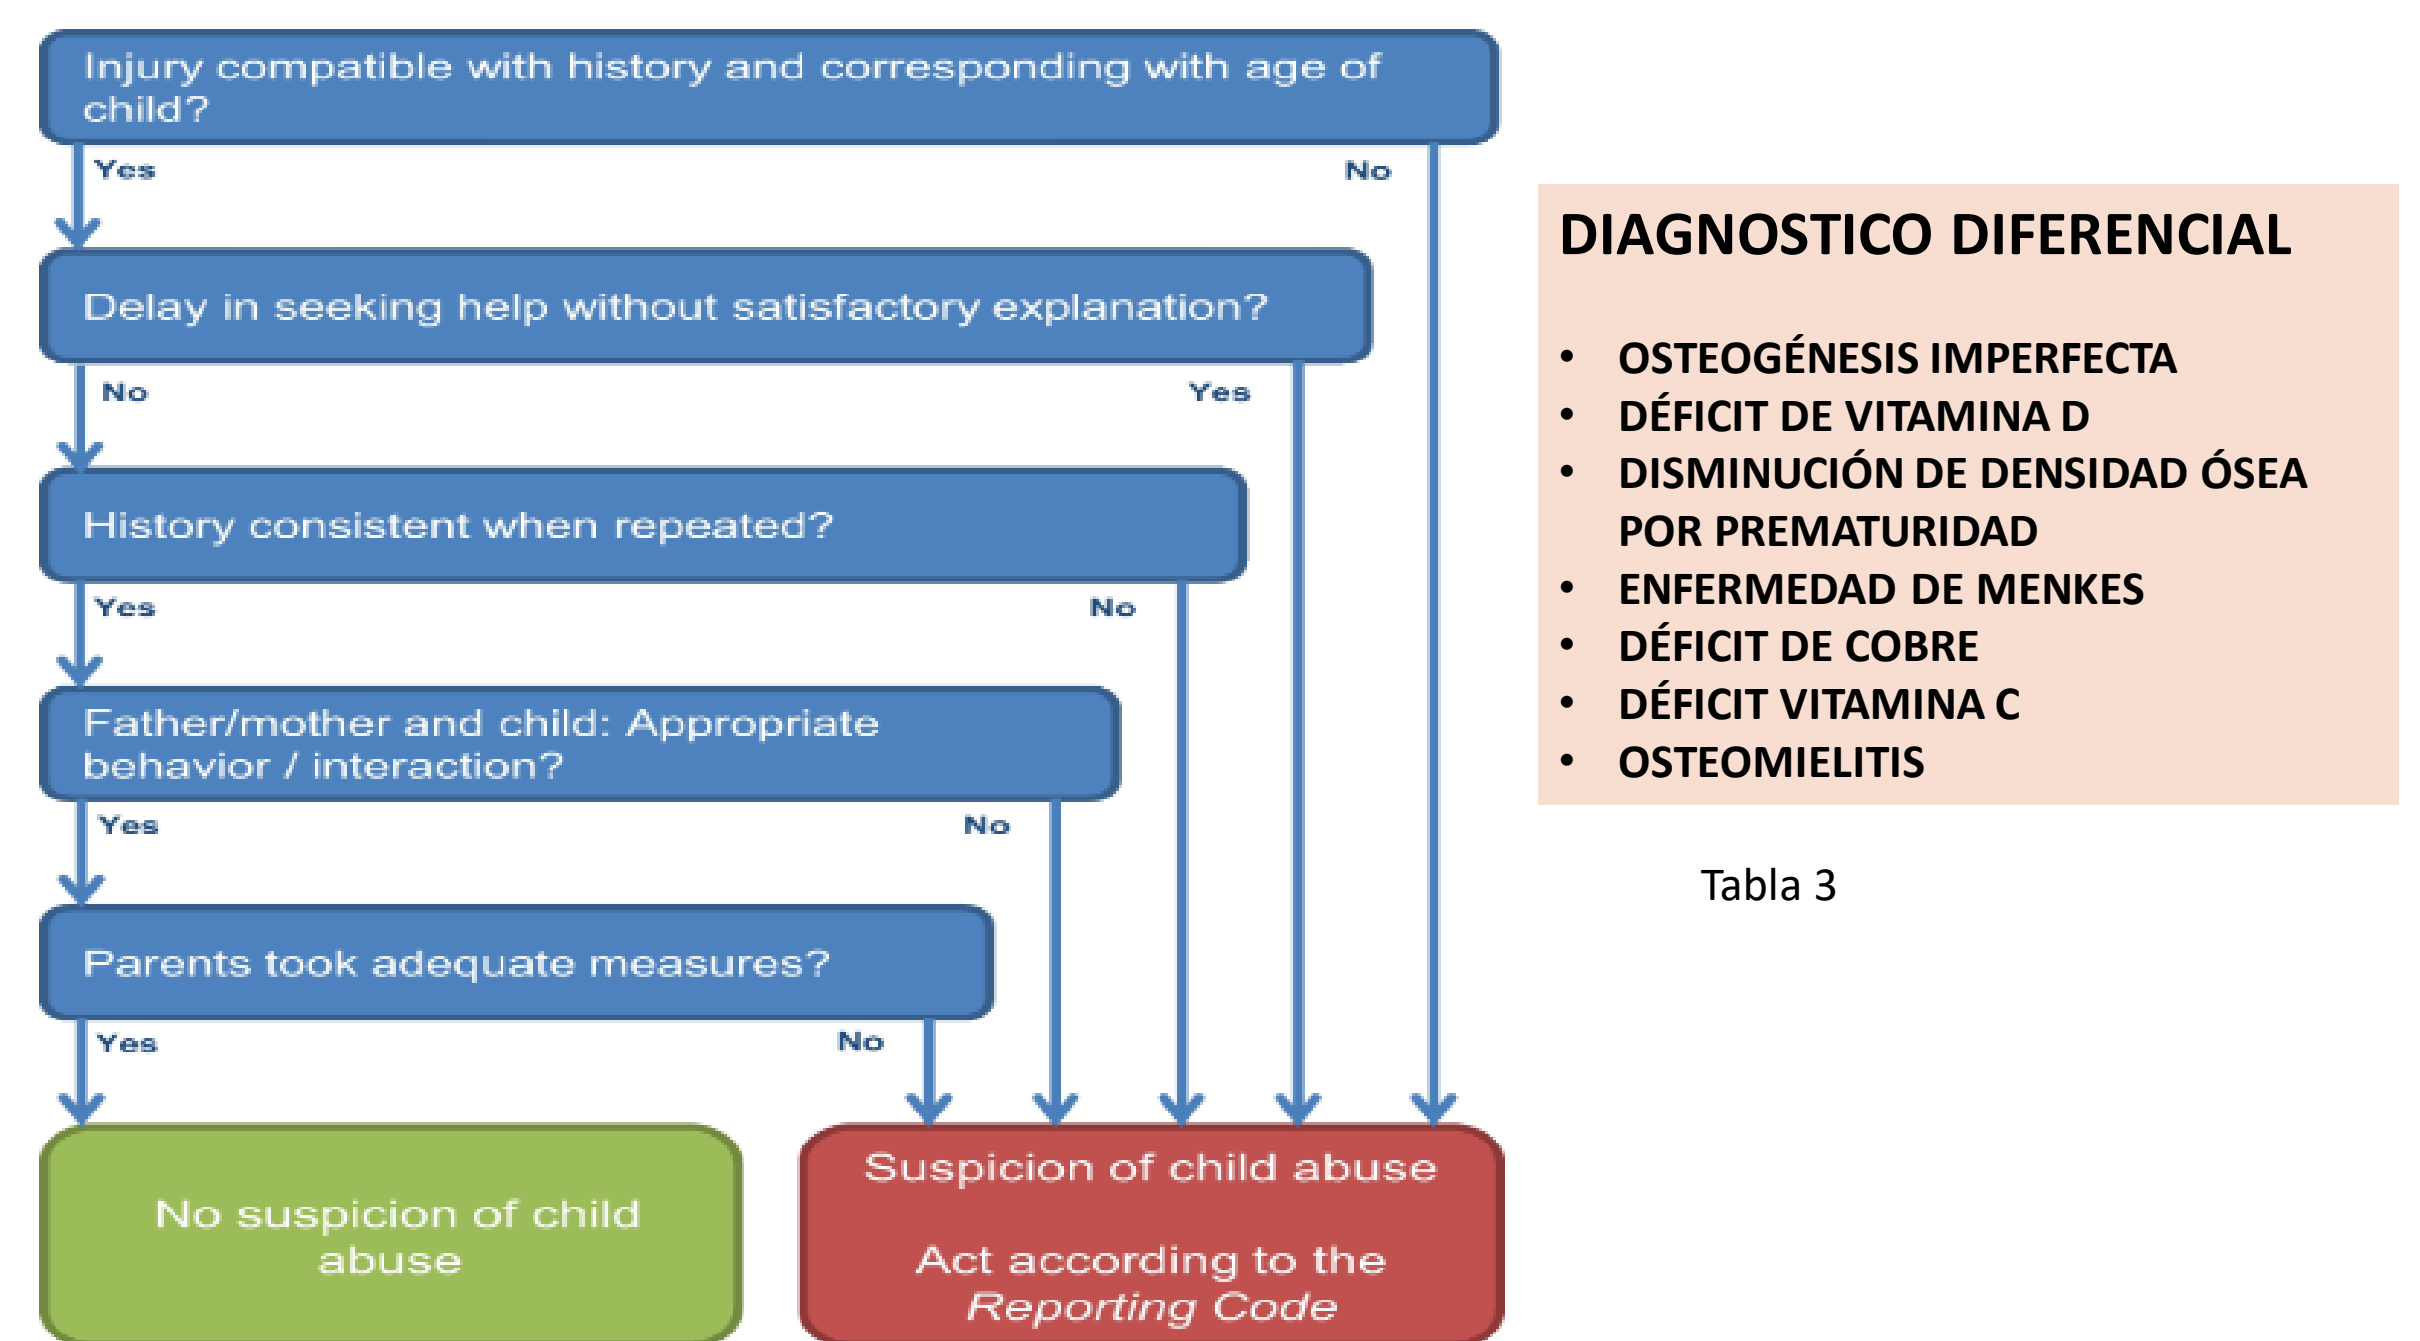 Injury compatible with history and corresponding with age of
child?
Yes
No
Delay in seeking help without satisfactory explanation?
No
Yes
History consistent when repeated?
Yes
No
Father/mother and child: Appropriate
behavior / interaction?
Yes
No
Parents took adequate measures?
Yes
No
No suspicion of child
abuse
Suspicion of child abuse
Act according to the
Reporting Code
DIAGNOSTICO DIFERENCIAL
• OSTEOGÉNESIS IMPERFECTA
• DÉFICIT DE VITAMINA D
• DISMINUCIÓN DE DENSIDAD ÓSEA
POR PREMATURIDAD
• ENFERMEDAD DE MENKES
• DÉFICIT DE COBRE
• DÉFICIT VITAMINA C
• OSTEOMIELITIS
Tabla 3